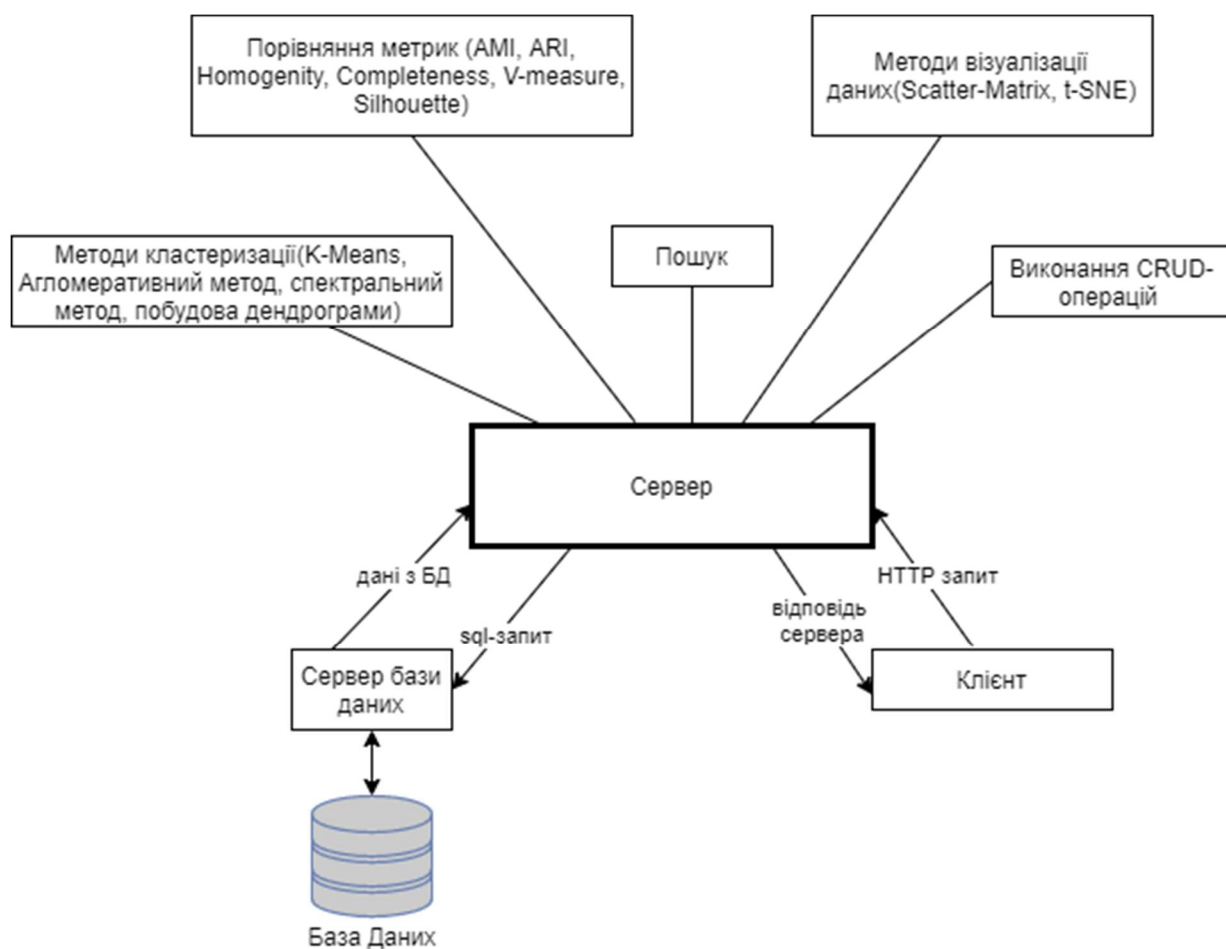 Порівняння метрик (AMI, ARI,
Homogenity, Completeness, V-measure,
Silhouette)
Методи візуалізації
даних(Scatter-Matrix, t-SNE)
Методи кластеризації(K-Means,
Агломеративний метод, спектральний
метод, побудова дендрограми)
Пошук
Виконання CRUD-
операцій
Сервер
дані з БД
sql-запит
відповідь
сервера
HTTP запит
Сервер бази
даних
Клієнт
База Даних